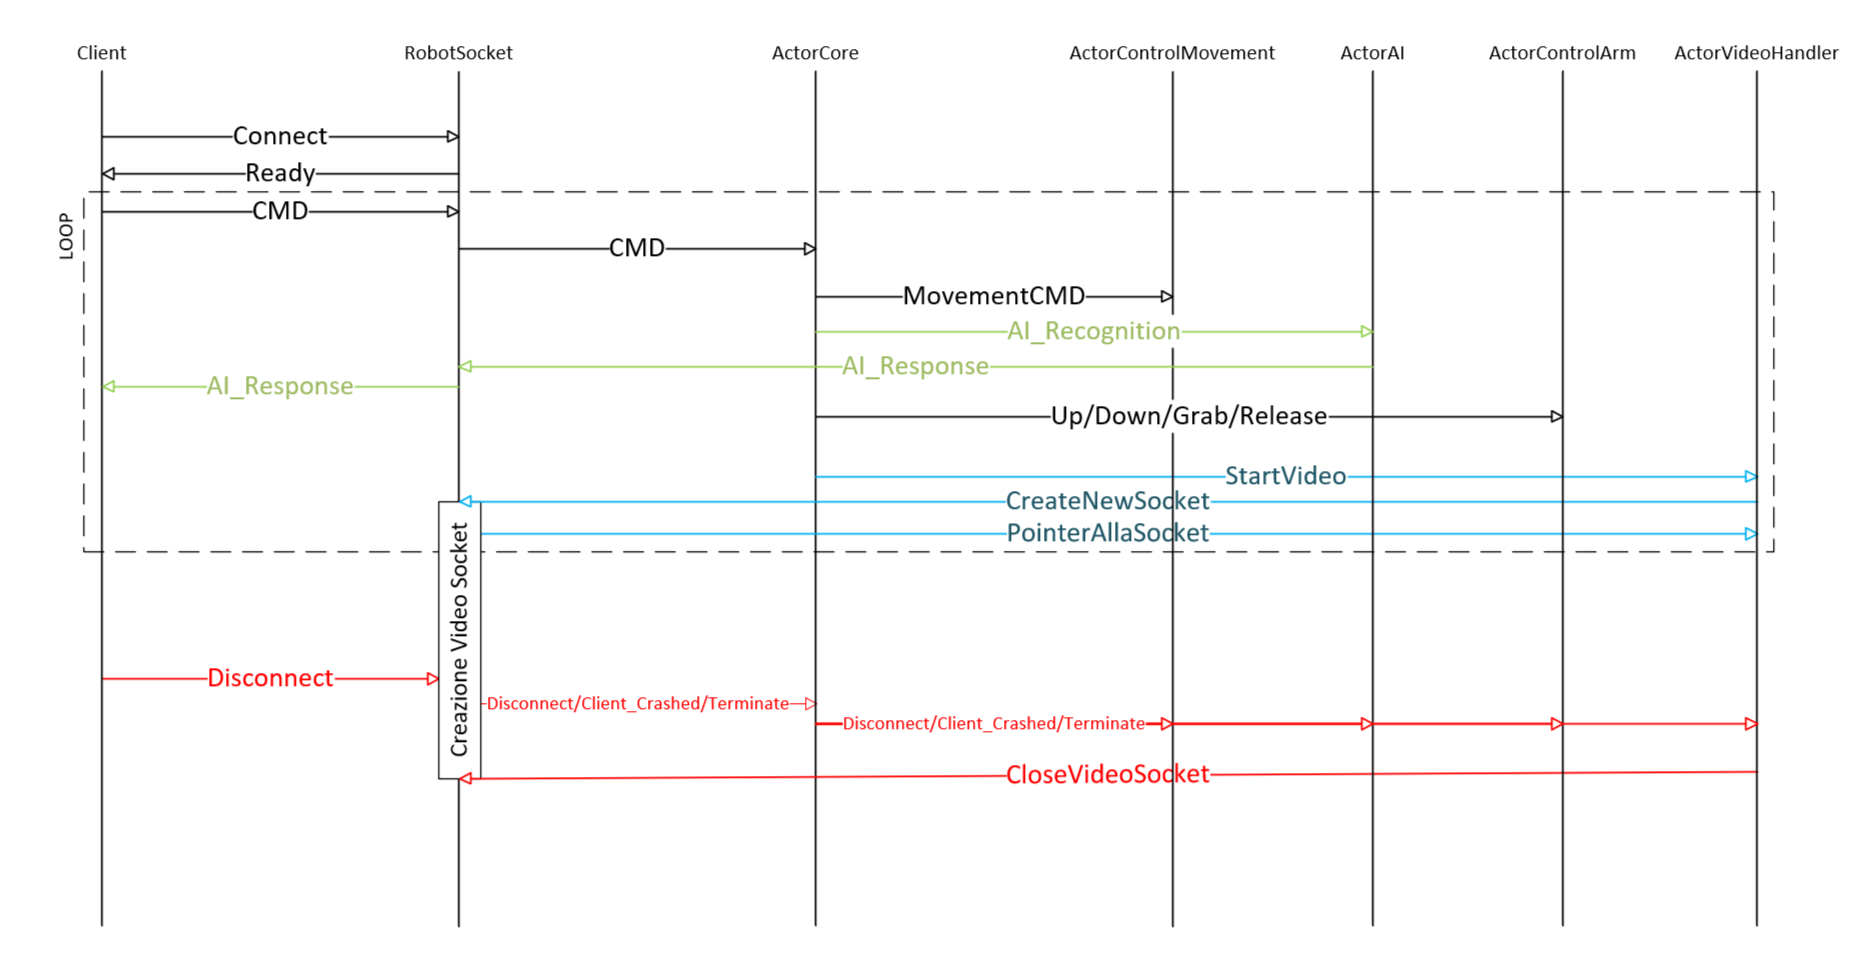 Client
RobotSocket
ActorCore
ActorControlMovement
ActorAI
ActorControlArm
ActorVideoHandler
Connect
Ready
LOOP
CMD
CMD
MovementCMD
AI_Recognition
AI_Response
AI_Response
Up/Down/Grab/Release
StartVideo
CreateNewSocket
PointerAllaSocket
Creazione Video Socket
Disconnect
Disconnect/Client_Crashed/Terminate
Disconnect/Client_Crashed/Terminate
CloseVideoSocket